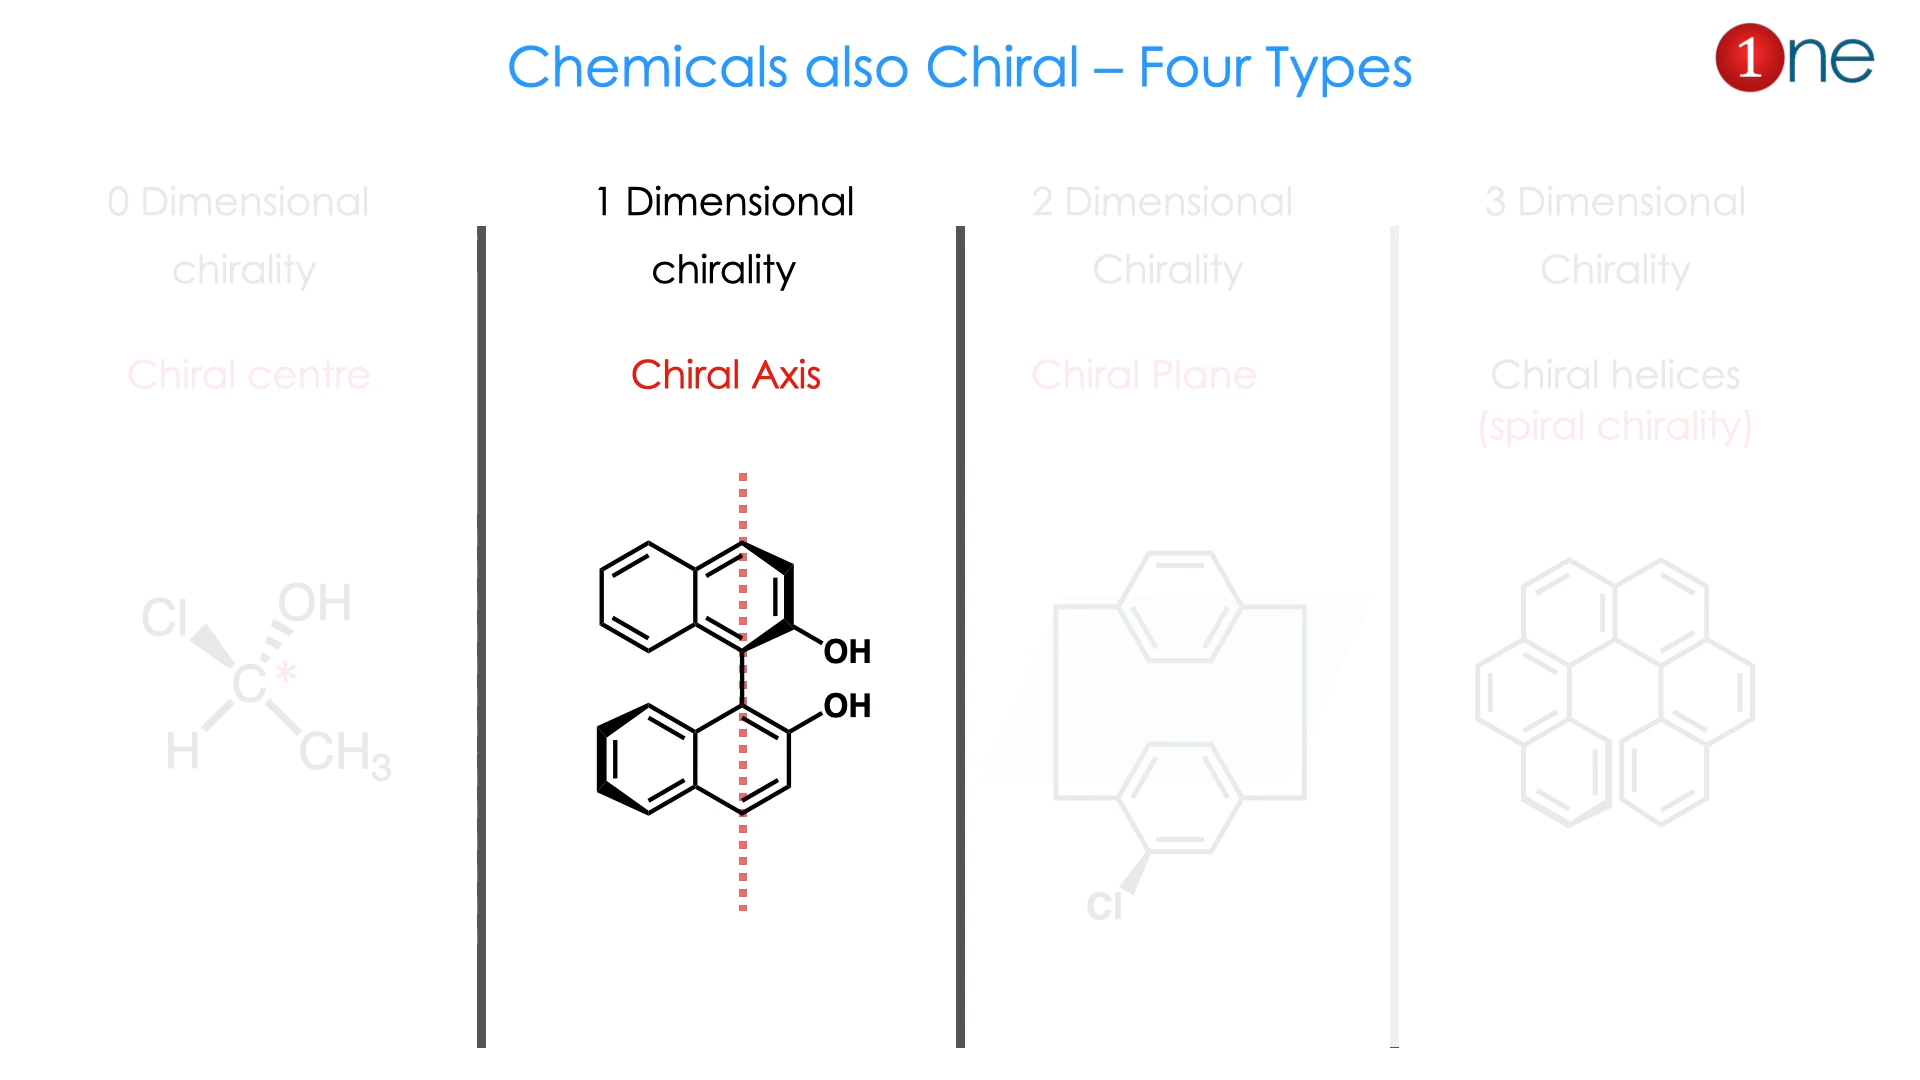 Chemicals also Chiral – Four Types
1ne
0 Dimensional
chirality
Chiral centre
Cl
OH
C*
H
CH3
1 Dimensional
chirality
Chiral Axis
OH
OH
2 Dimensional
Chirality
Chiral Plane
Cl
3 Dimensional
Chirality
Chiral helices
(spiral chirality)